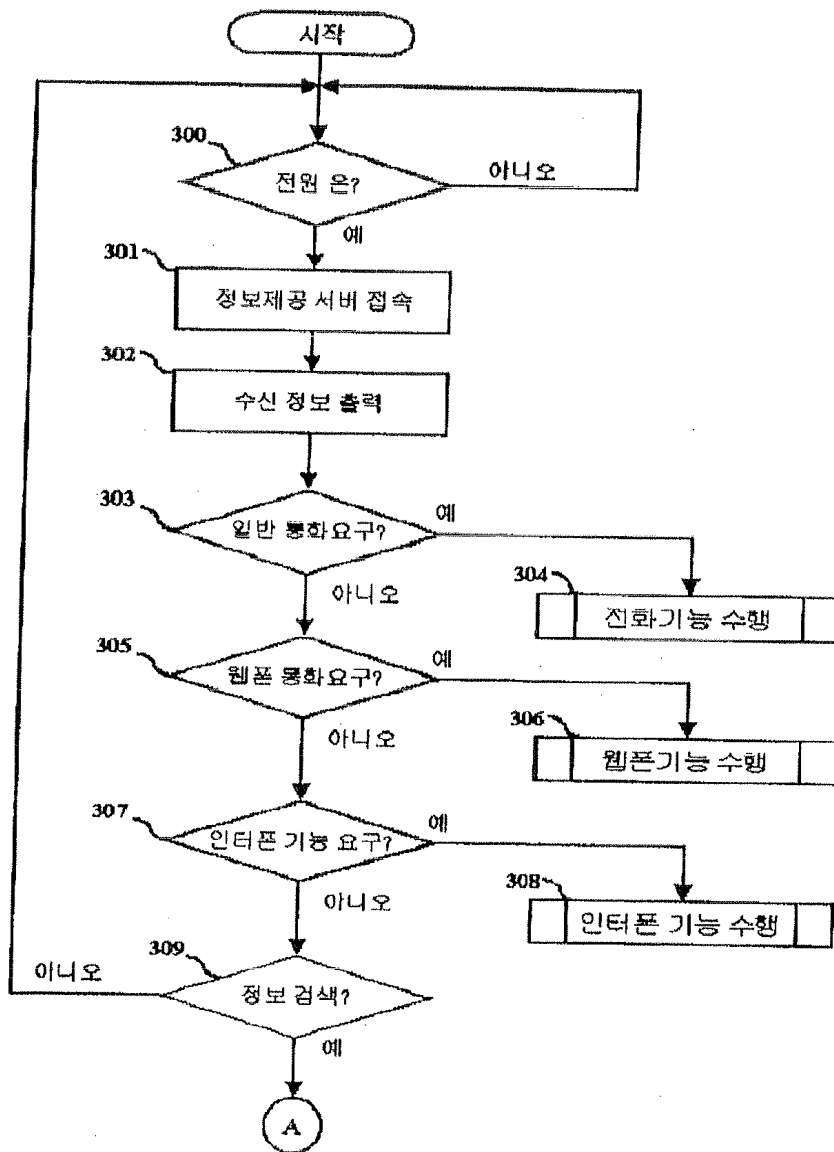 시작
300
전원 온?
아니오
예
301
정보제공 서버 접속
302
수신 정보 출력
303
일반 통화요구?
예
아니오
304
전화기능 수행
305
웹폰 통화요구?
예
아니오
306
웹폰기능 수행
307
인터폰 기능 요구?
예
아니오
308
인터폰 기능 수행
309
정보 검색?
아니오
예
A